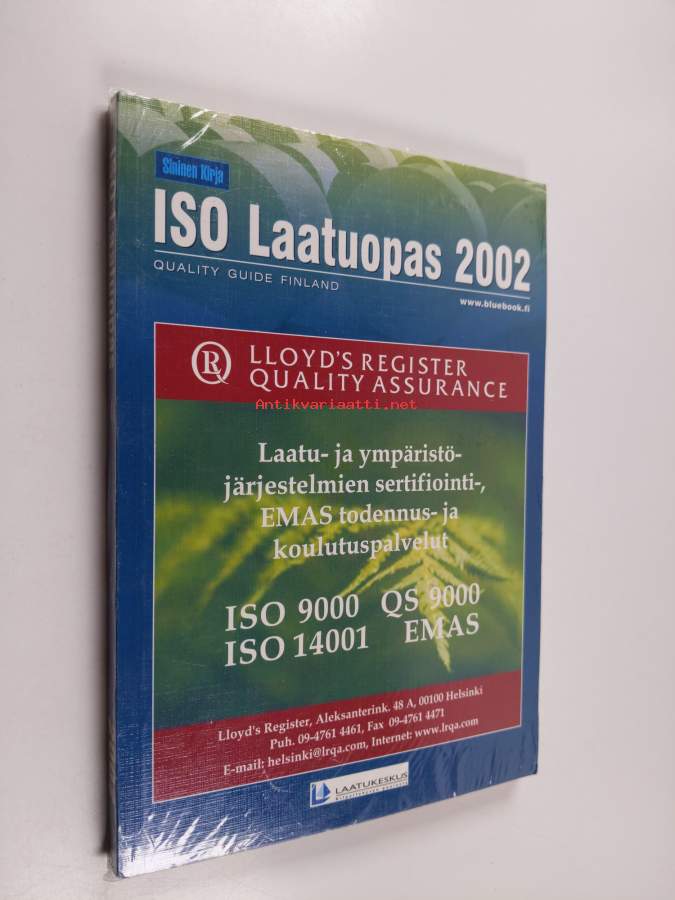 Sininen Kirja
ISO Laatuopas 2002
QUALITY GUIDE FINLAND
www.bluebook.fi
R
LLOYD'S REGISTER
QUALITY ASSURANCE
Antikvariaatti.net
Laatu- ja ympäristö-
järjestelmien sertifiointi-,
EMAS todennus- ja
koulutuspalvelut
ISO 9000 QS 9000
ISO 14001 EMAS
Lloyd's Register, Aleksanterink. 48 A, 00100 Helsinki
Puh. 09-4761 4461, Fax 09-4761 4471
E-mail: helsinki@lrqa.com, Internet: www.lrqa.com
LAATUKESKUS